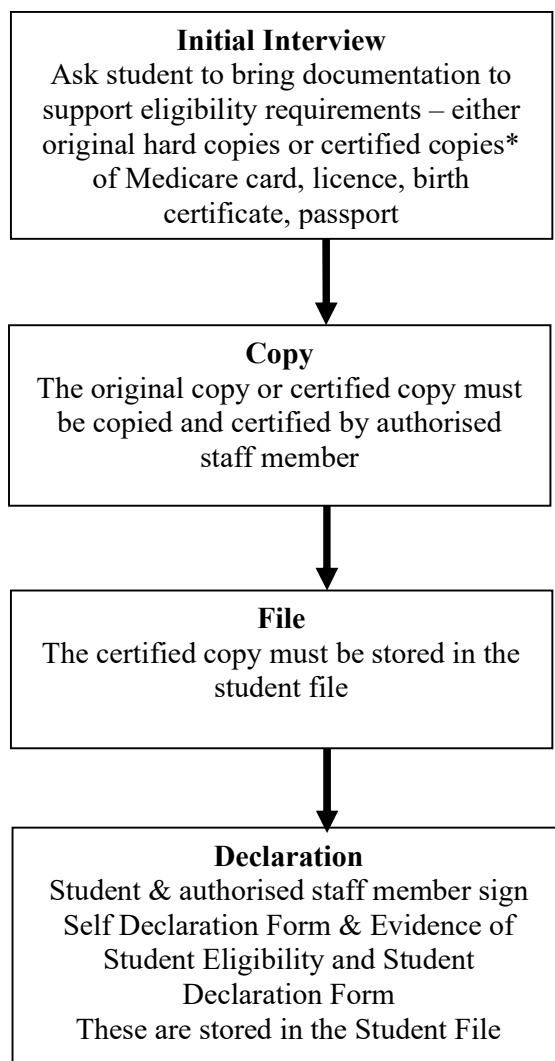 Initial Interview
Ask student to bring documentation to
support eligibility requirements – either
original hard copies or certified copies*
of Medicare card, licence, birth
certificate, passport
Copy
The original copy or certified copy must
be copied and certified by authorised
staff member
File
The certified copy must be stored in the
student file
Declaration
Student & authorised staff member sign
Self Declaration Form & Evidence of
Student Eligibility and Student
Declaration Form
These are stored in the Student File